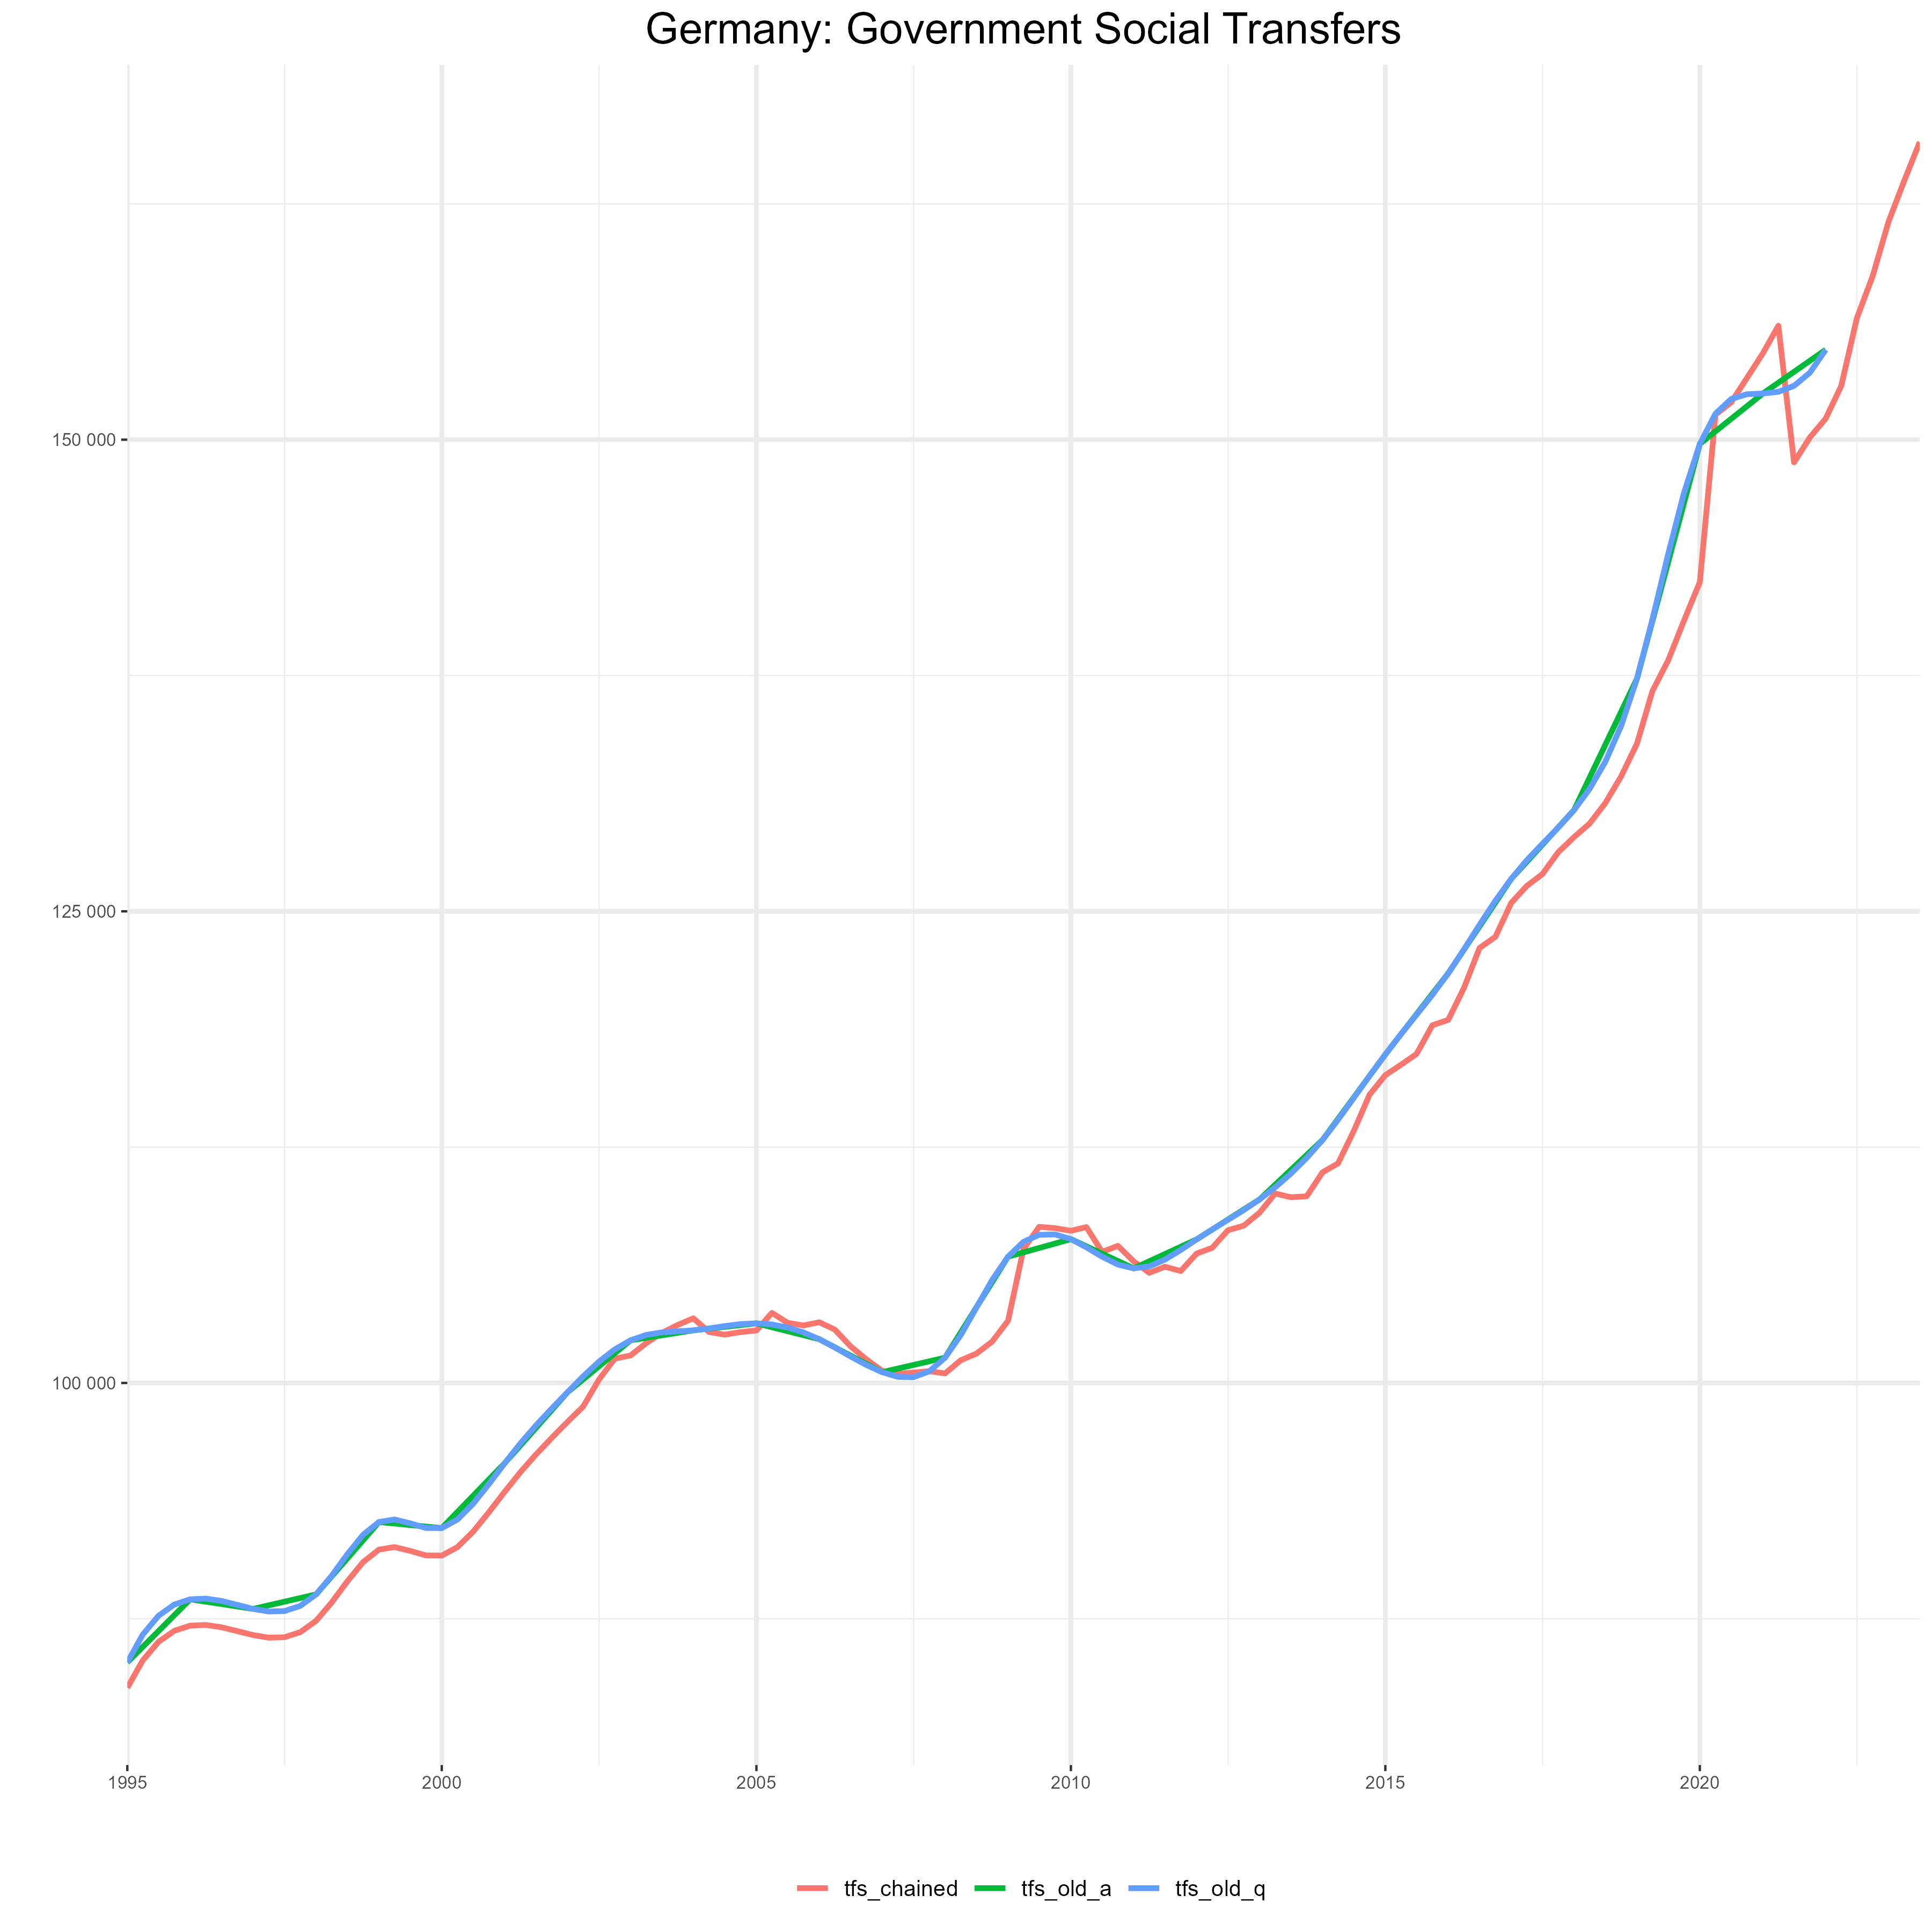 Germany: Government Social Transfers
150 000
125 000
100 000
1995 2000 2005 2010 2015 2020
tfs_chained tfs_old_a tfs_old_q